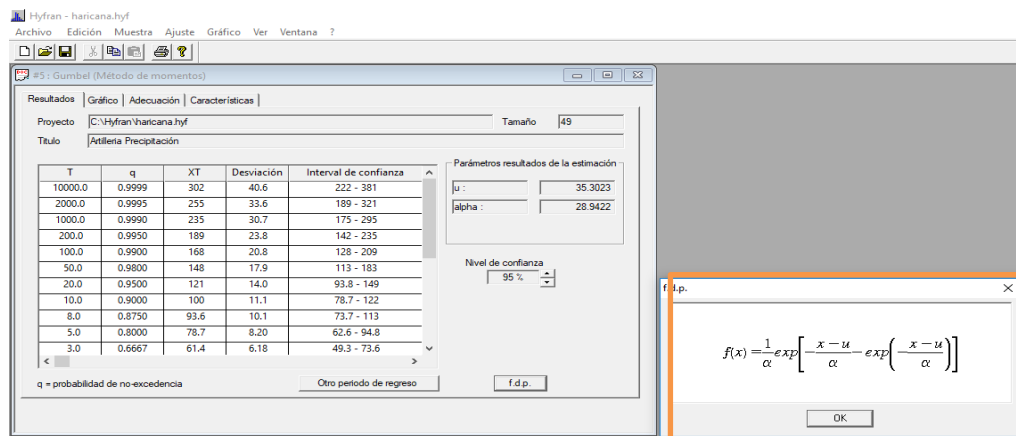 Hyfran - haricana.hyf
Archivo Edición Muestra Ajuste Gráfico Ver Ventana ?
#5 : Gumbel (Método de momentos)
Resultados Gráfico Adecuación Características
Proyecto C:\Hyfran\haricana.hyf Tamaño 49
Titulo Artilleria Precipitación
T q XT Desviación Interval de confianza
10000.0 0.9999 302 40.6 222 - 381
2000.0 0.9995 255 33.6 189 - 321
1000.0 0.9990 235 30.7 175 - 295
200.0 0.9950 189 23.8 142 - 235
100.0 0.9900 168 20.8 128 - 209
50.0 0.9800 148 17.9 113 - 183
20.0 0.9500 121 14.0 93.8 - 149
10.0 0.9000 100 11.1 78.7 - 122
8.0 0.8750 93.6 10.1 73.7 - 113
5.0 0.8000 78.7 8.20 62.6 - 94.8
3.0 0.6667 61.4 6.18 49.3 - 73.6
q = probabilidad de no-excedencia
Otro periodo de regreso
Parámetros resultados de la estimación
u : 35.3023
alpha : 28.9422
Nivel de confianza
95 %
f.d.p.
f.d.p.
f(x) = 1/α exp[-(x-u)/α - exp(-(x-u)/α)]
OK